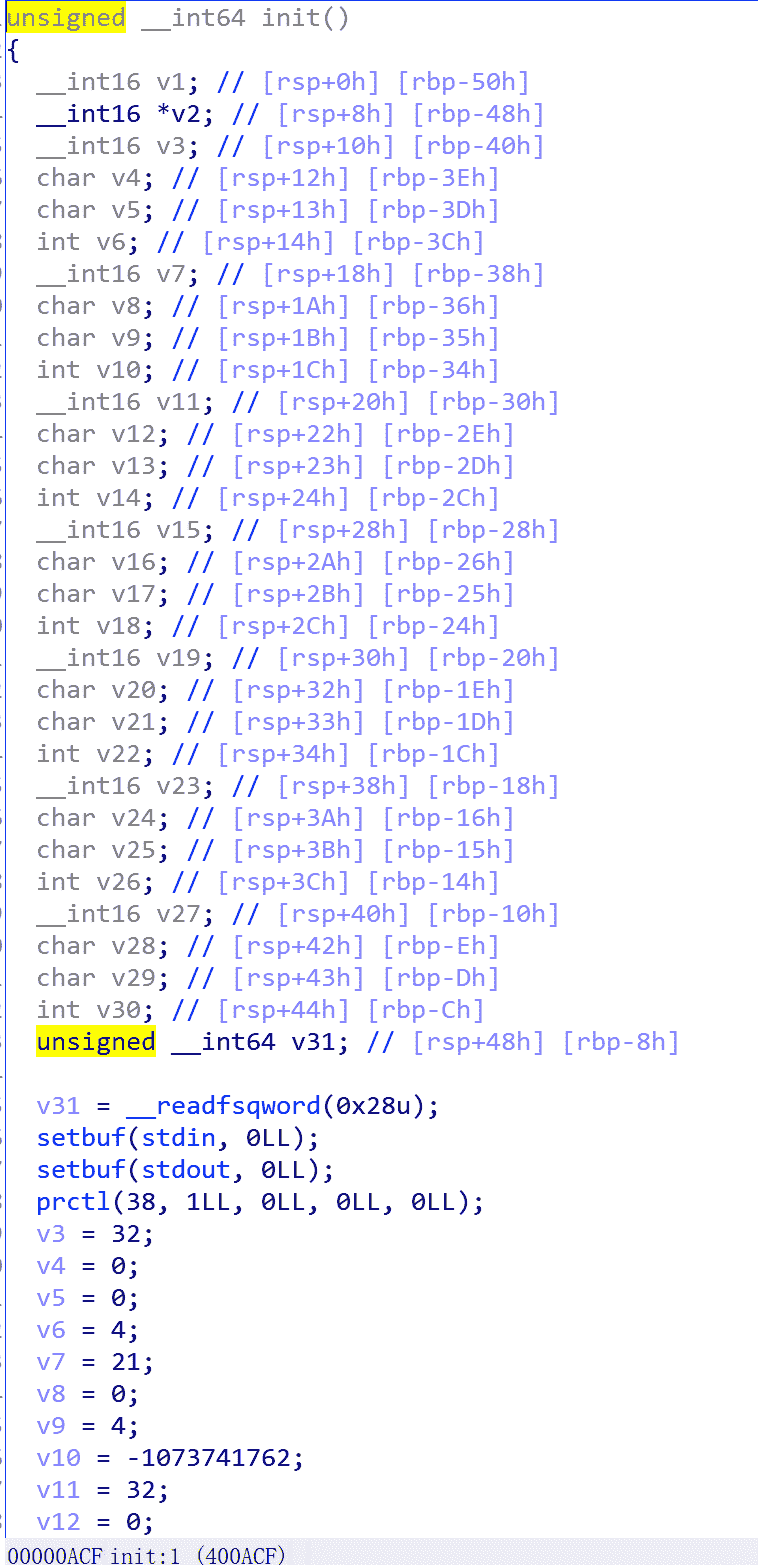 unsigned __int64 init()
{
__int16 v1; // [rsp+0h] [rbp-50h]
__int16 *v2; // [rsp+8h] [rbp-48h]
__int16 v3; // [rsp+10h] [rbp-40h]
char v4; // [rsp+12h] [rbp-3Eh]
char v5; // [rsp+13h] [rbp-3Dh]
int v6; // [rsp+14h] [rbp-3Ch]
__int16 v7; // [rsp+18h] [rbp-38h]
char v8; // [rsp+1Ah] [rbp-36h]
char v9; // [rsp+1Bh] [rbp-35h]
int v10; // [rsp+1Ch] [rbp-34h]
__int16 v11; // [rsp+20h] [rbp-30h]
char v12; // [rsp+22h] [rbp-2Eh]
char v13; // [rsp+23h] [rbp-2Dh]
int v14; // [rsp+24h] [rbp-2Ch]
__int16 v15; // [rsp+28h] [rbp-28h]
char v16; // [rsp+2Ah] [rbp-26h]
char v17; // [rsp+2Bh] [rbp-25h]
int v18; // [rsp+2Ch] [rbp-24h]
__int16 v19; // [rsp+30h] [rbp-20h]
char v20; // [rsp+32h] [rbp-1Eh]
char v21; // [rsp+33h] [rbp-1Dh]
int v22; // [rsp+34h] [rbp-1Ch]
__int16 v23; // [rsp+38h] [rbp-18h]
char v24; // [rsp+3Ah] [rbp-16h]
char v25; // [rsp+3Bh] [rbp-15h]
int v26; // [rsp+3Ch] [rbp-14h]
__int16 v27; // [rsp+40h] [rbp-10h]
char v28; // [rsp+42h] [rbp-Eh]
char v29; // [rsp+43h] [rbp-Dh]
int v30; // [rsp+44h] [rbp-Ch]
unsigned __int64 v31; // [rsp+48h] [rbp-8h]
v31 = __readfsqword(0x28u);
setbuf(stdin, 0LL);
setbuf(stdout, 0LL);
prctl(38, 1LL, 0LL, 0LL, 0LL);
v3 = 32;
v4 = 0;
v5 = 0;
v6 = 4;
v7 = 21;
v8 = 0;
v9 = 4;
v10 = -1073741762;
v11 = 32;
v12 = 0;
00000ACF init:1 (400ACF)